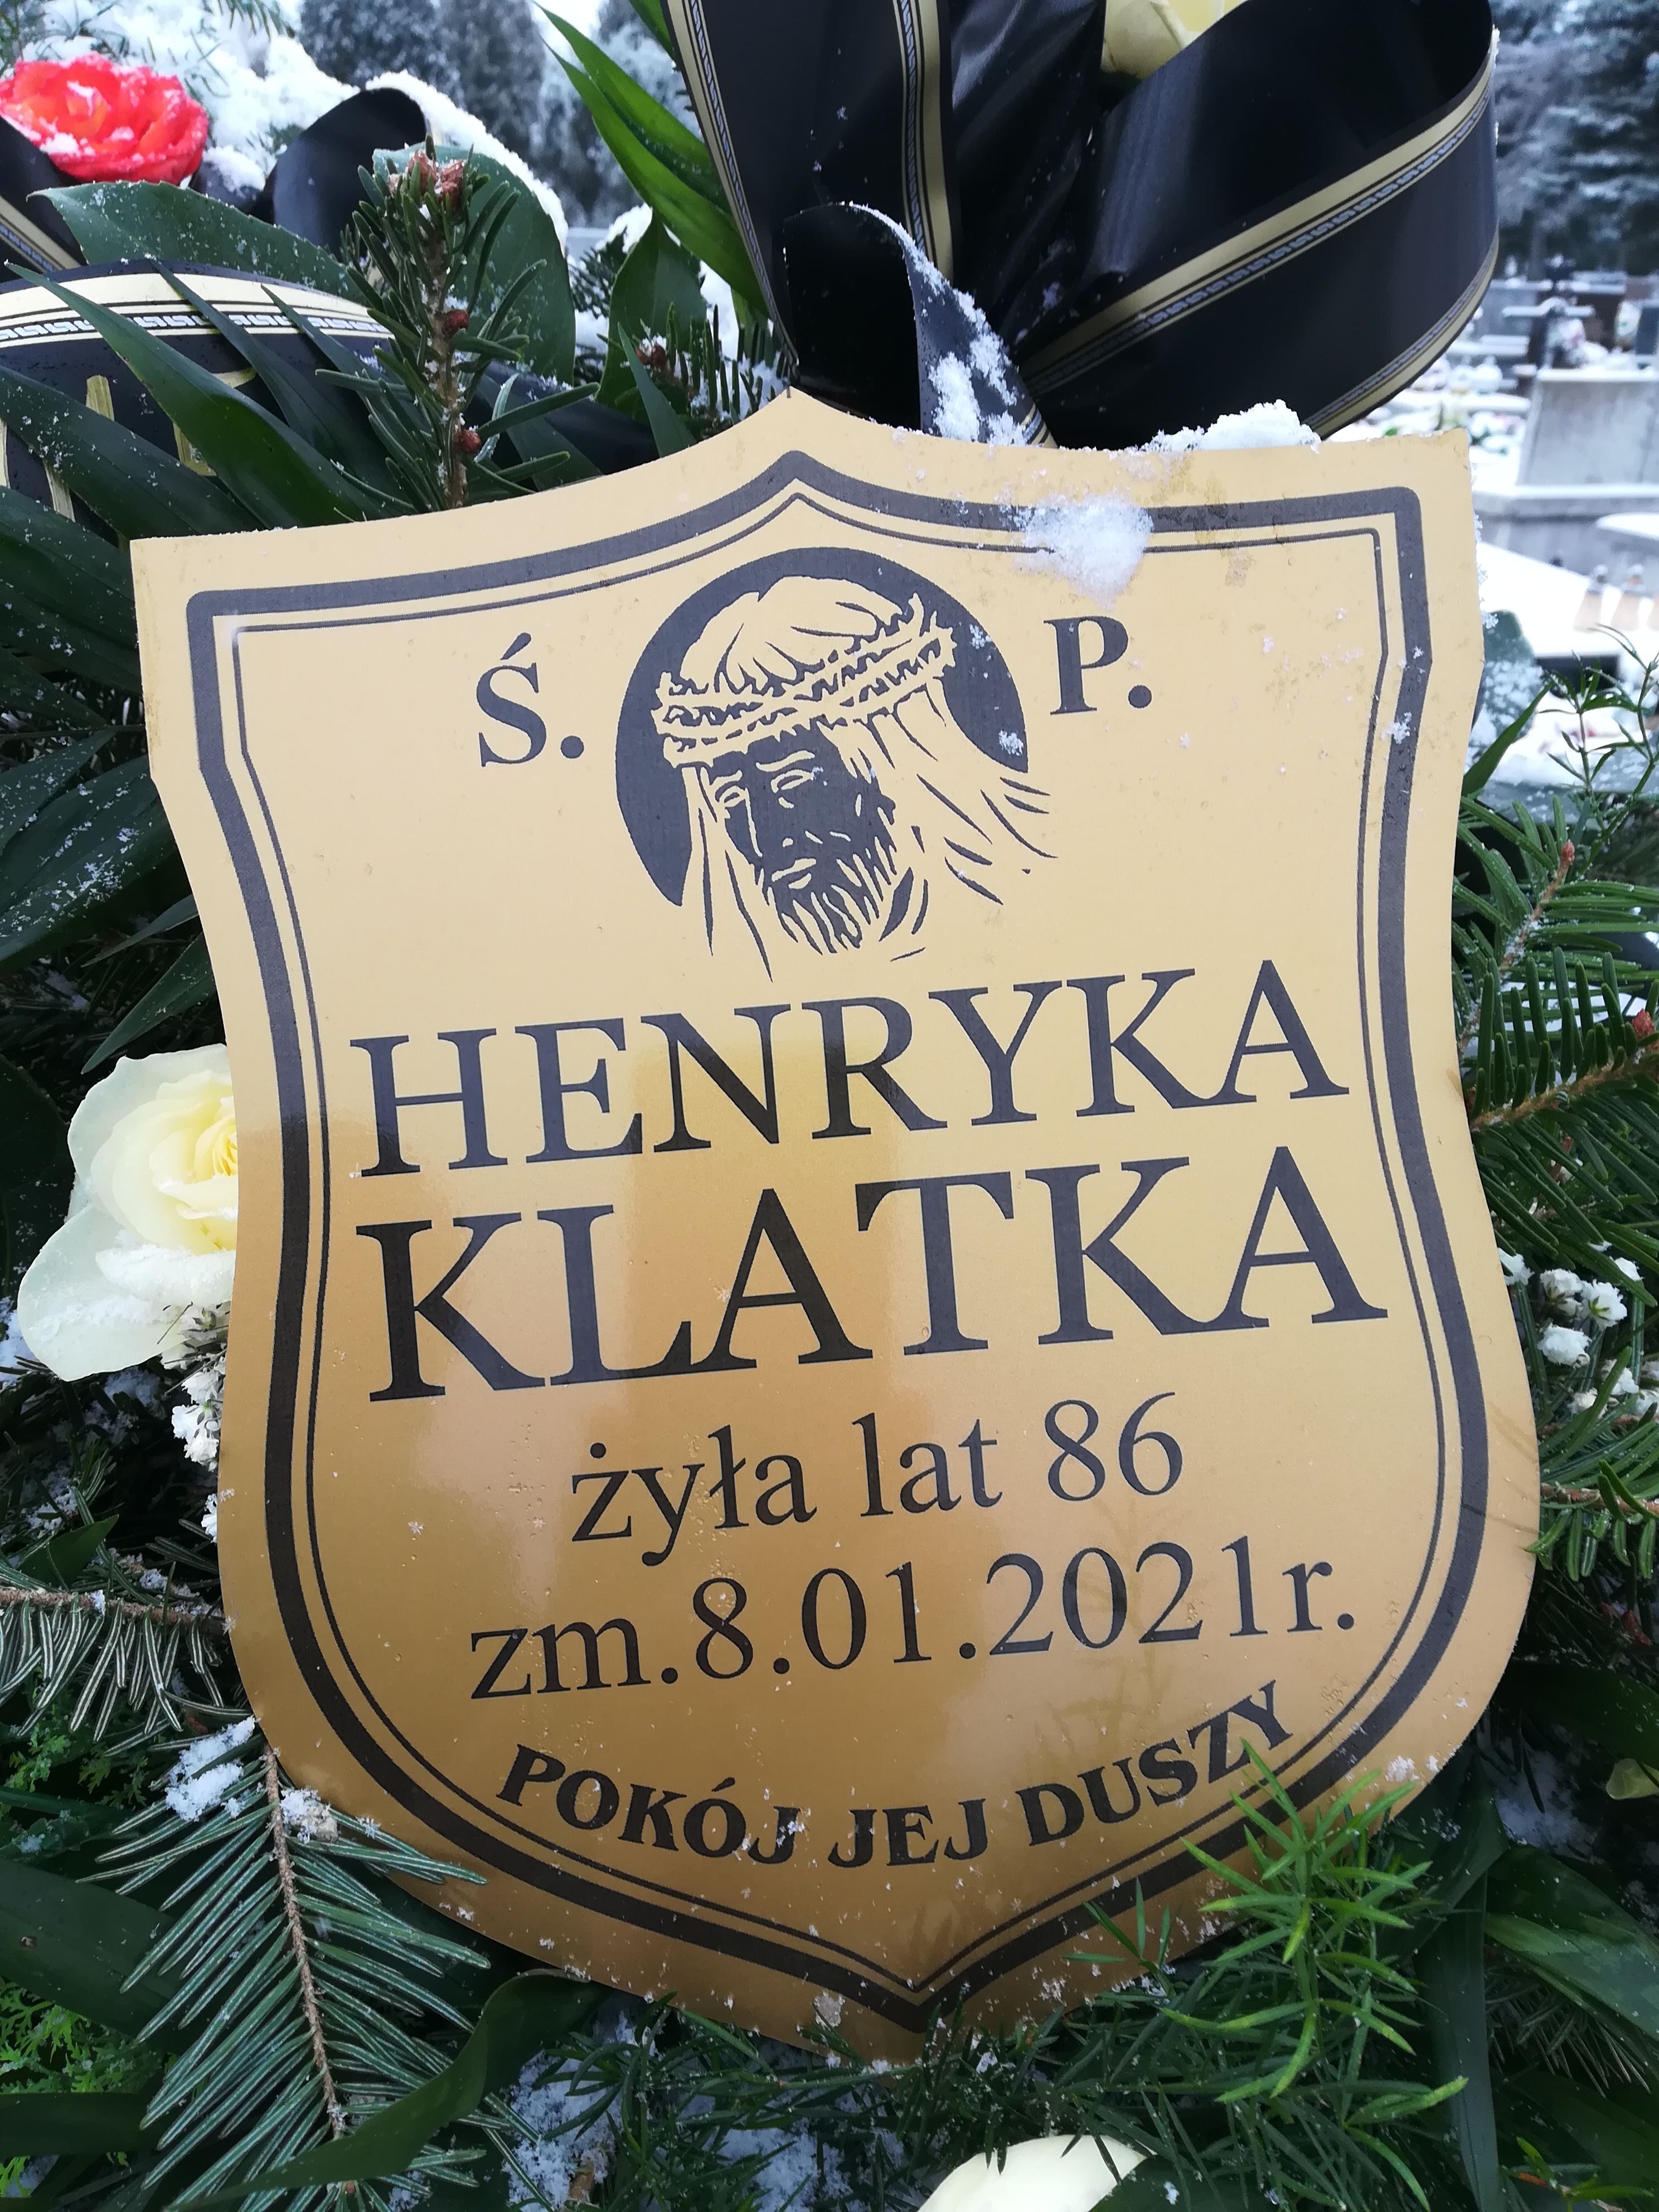 Ś. P.
HENRYKA
KLATKA
żyła lat 86
zm.8.01.2021r.
POKÓJ JEJ DUSZY